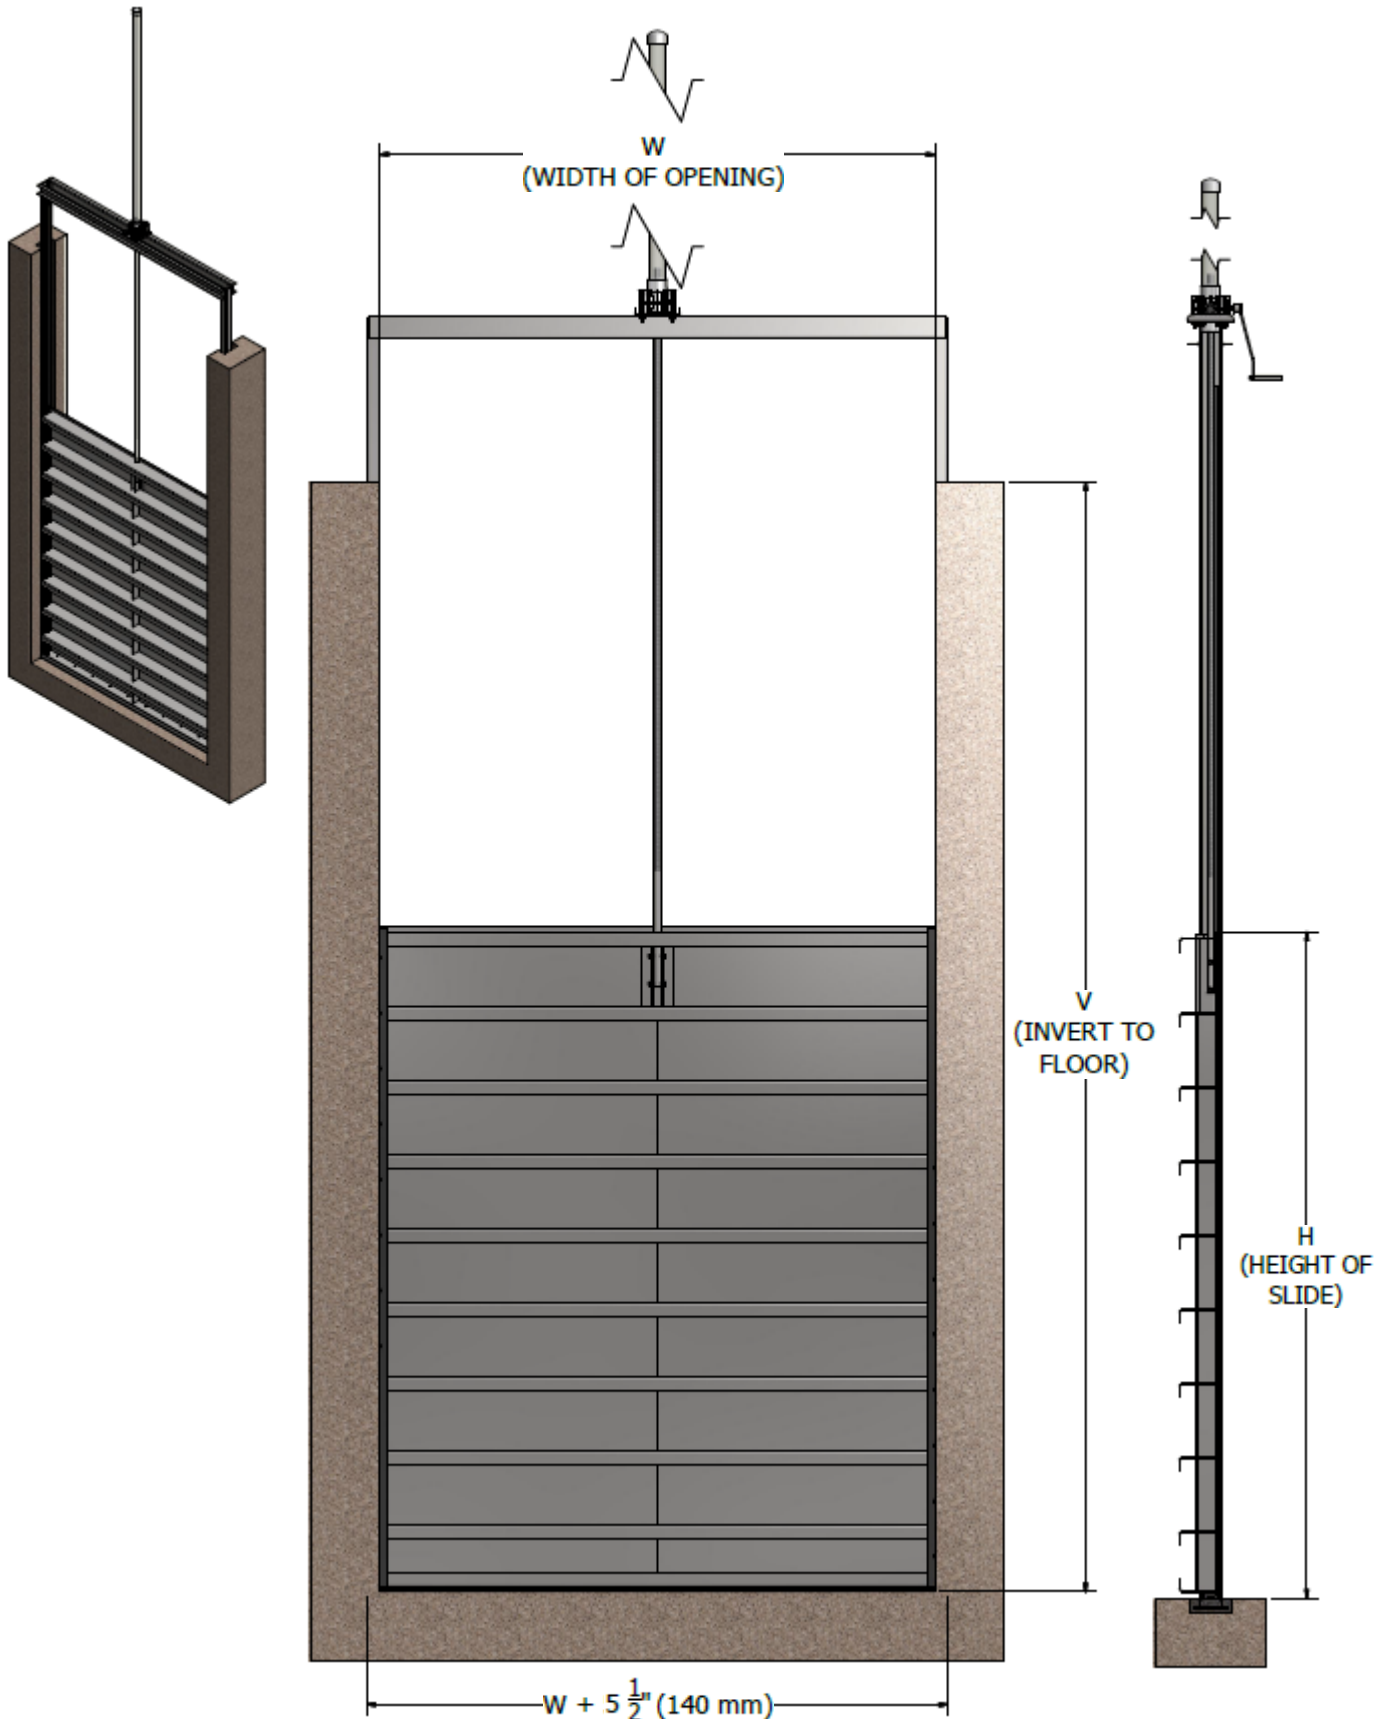 W
(WIDTH OF OPENING)
V
(INVERT TO
FLOOR)
H
(HEIGHT OF
SLIDE)
W + 5 1/2" (140 mm)